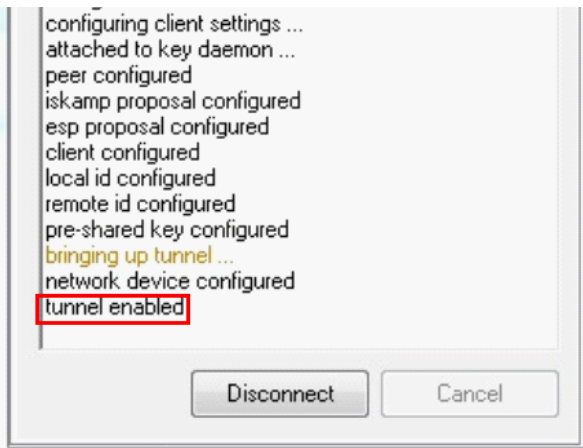 configuring client settings ...
attached to key daemon ...
peer configured
iskamp proposal configured
esp proposal configured
client configured
local id configured
remote id configured
pre-shared key configured
bringing up tunnel ...
network device configured
tunnel enabled
Disconnect
Cancel